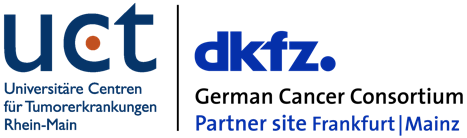 uct
Universitäre Centren
für Tumorerkrankungen
Rhein-Main
dkfz.
German Cancer Consortium
Partner site Frankfurt|Mainz